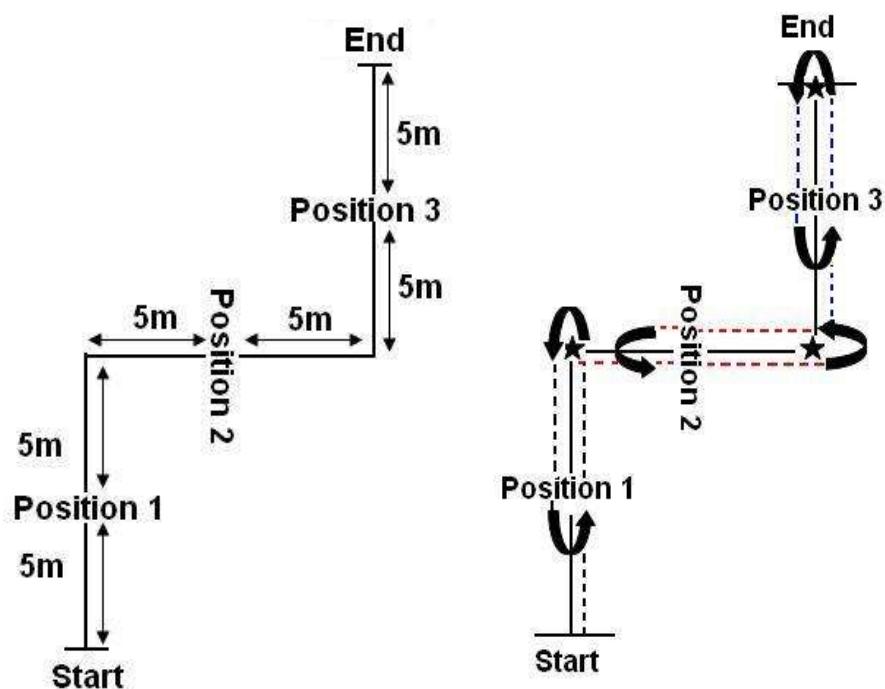 End
5m
Position 3
5m
5m
5m
Position 2
5m
Position 1
5m
Start
End
Position 3
Position 2
Position 1
Start